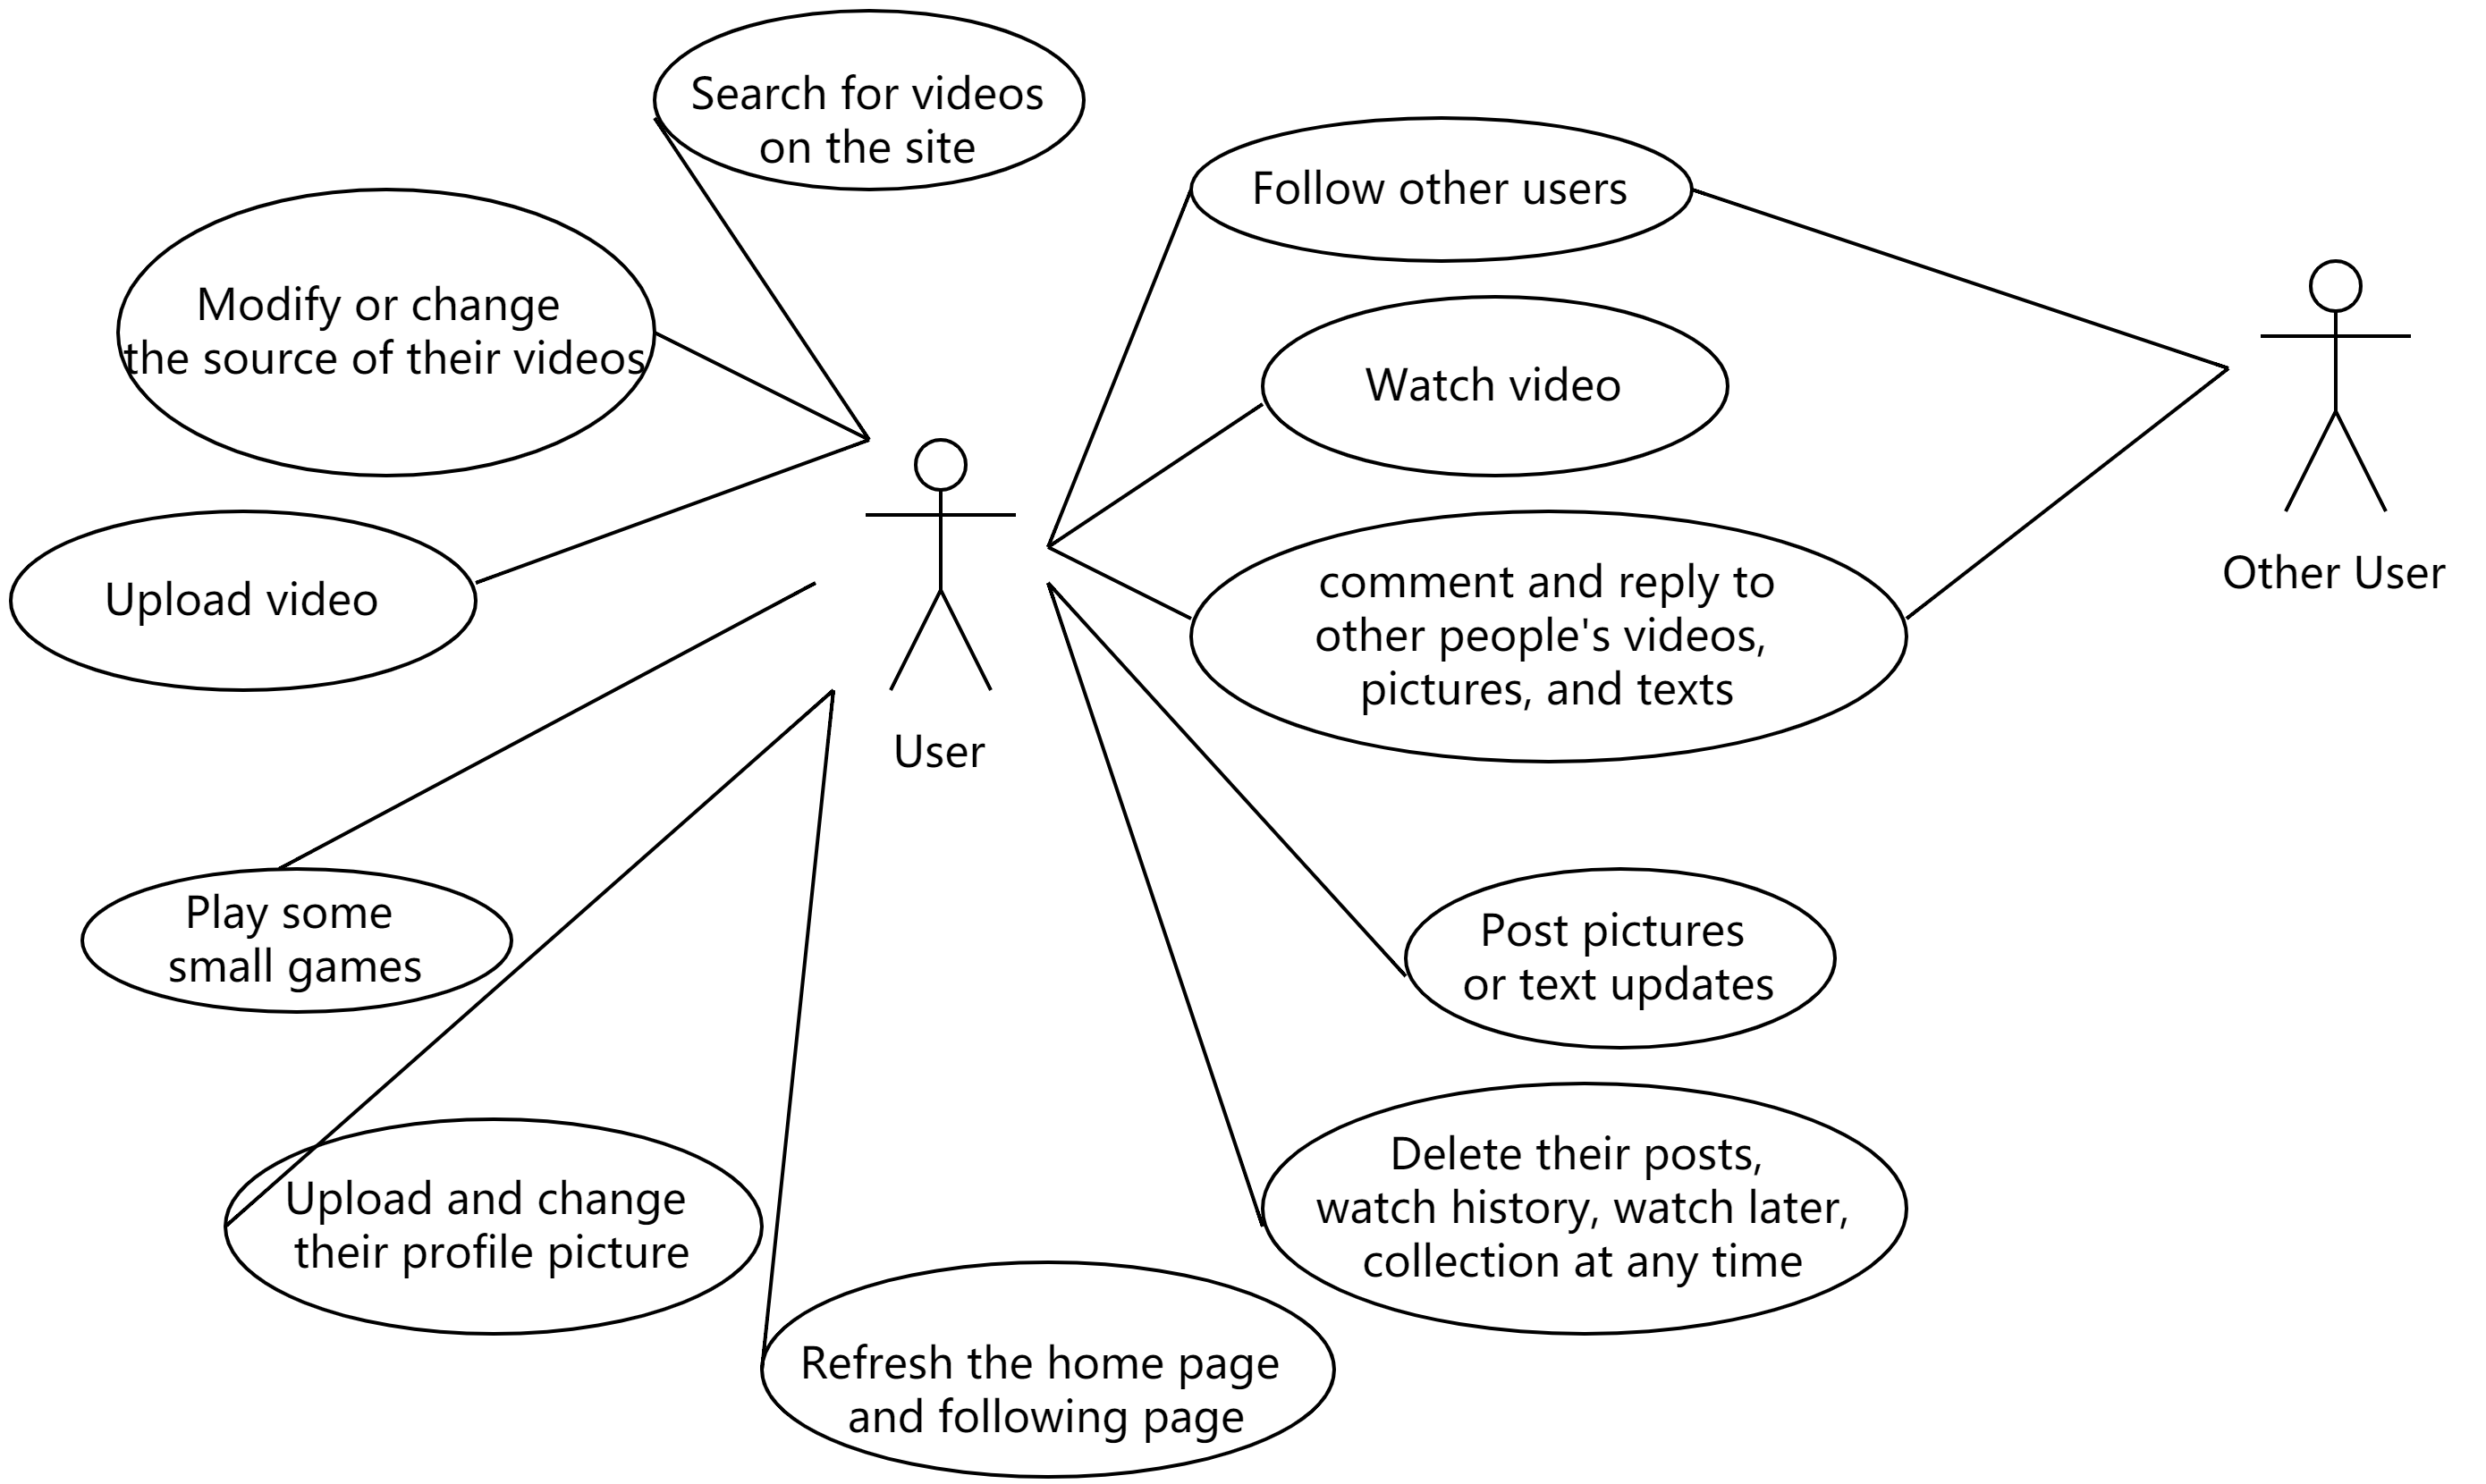 Search for videos
on the site
Follow other users
Modify or change
the source of their videos
Watch video
Upload video
comment and reply to
other people's videos,
pictures, and texts
Other User
User
Play some
small games
Post pictures
or text updates
Upload and change
their profile picture
Delete their posts,
watch history, watch later,
collection at any time
Refresh the home page
and following page